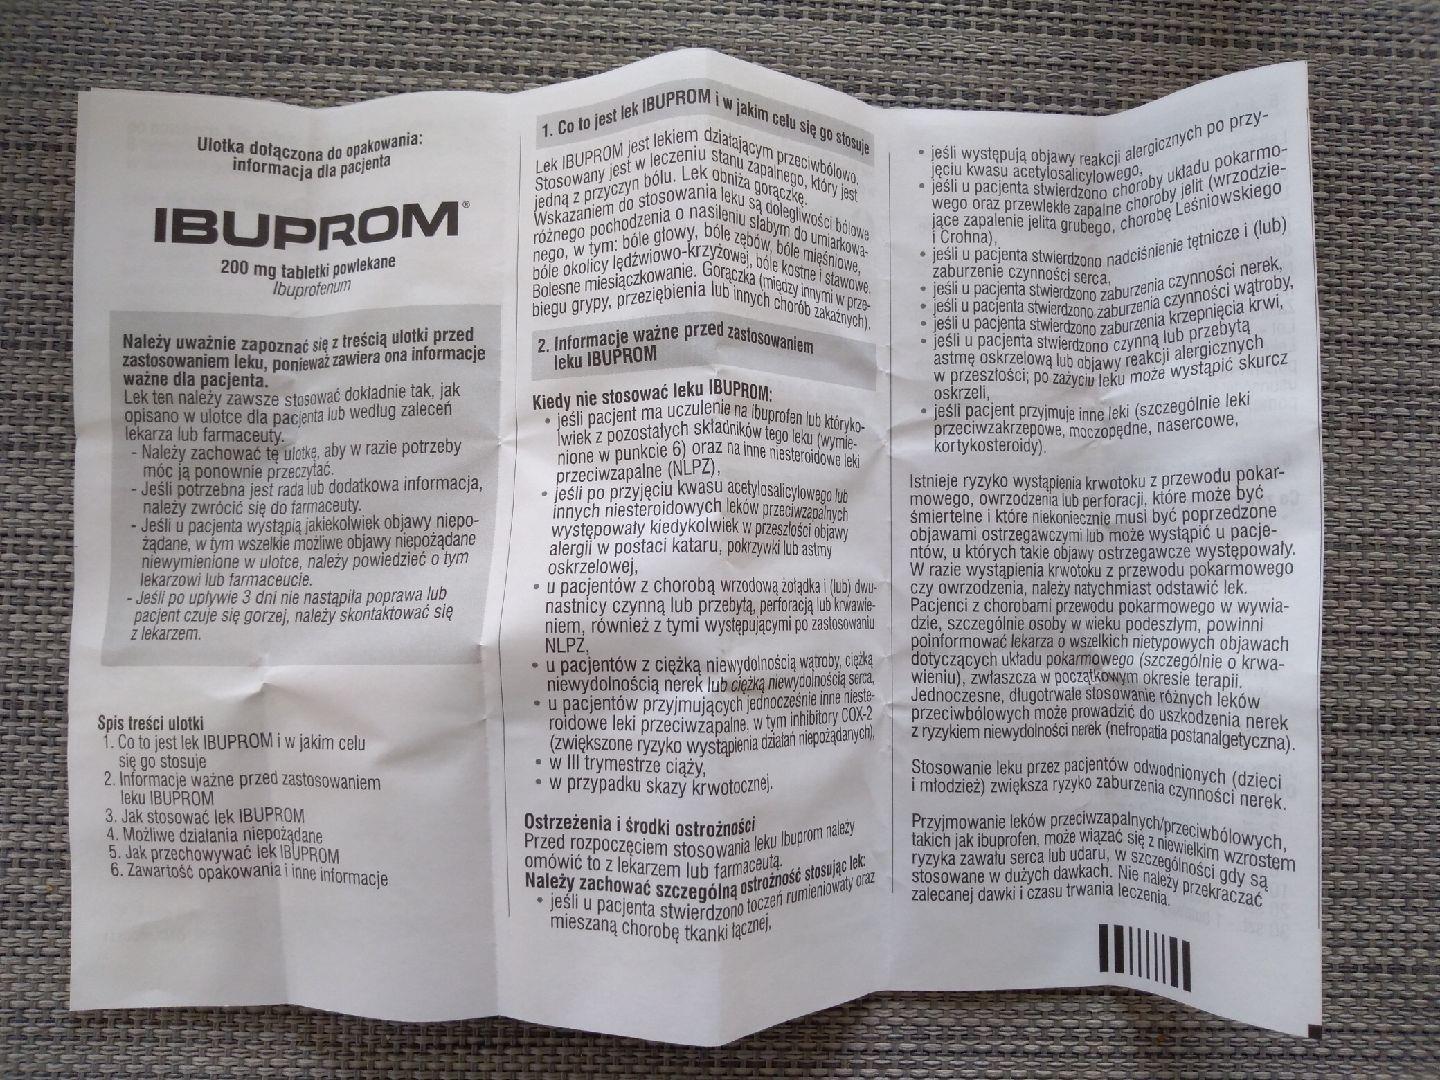 Ulotka dołączona do opakowania:
informacja dla pacjenta
IBUPROM®
200 mg tabletki powlekane
Ibuprofenum
Należy uważnie zapoznać się z treścią ulotki przed
zastosowaniem leku, ponieważ zawiera ona informacje
ważne dla pacjenta.
Lek ten należy zawsze stosować dokładnie tak, jak
opisano w ulotce dla pacjenta lub według zaleceń
lekarza lub farmaceuty.
- Należy zachować tę ulotkę, aby w razie potrzeby
móc ją ponownie przeczytać.
- Jeśli potrzebna jest rada lub dodatkowa informacja,
należy zwrócić się do farmaceuty.
- Jeśli u pacjenta wystąpią jakiekolwiek objawy niepo-
żądane, w tym wszelkie możliwe objawy niepożądane
niewymienione w ulotce, należy powiedzieć o tym
lekarzowi lub farmaceucie.
- Jeśli po upływie 3 dni nie nastąpiła poprawa lub
pacjent czuje się gorzej, należy skontaktować się
z lekarzem.
Spis treści ulotki
1. Co to jest lek IBUPROM i w jakim celu
się go stosuje
2. Informacje ważne przed zastosowaniem
leku IBUPROM
3. Jak stosować lek IBUPROM
4. Możliwe działania niepożądane
5. Jak przechowywać lek IBUPROM
6. Zawartość opakowania i inne informacje
1. Co to jest lek IBUPROM i w jakim celu się go stosuje
Lek IBUPROM jest lekiem działającym przeciwbólowo.
Stosowany jest w leczeniu stanu zapalnego, który jest
jedną z przyczyn bólu. Lek obniża gorączkę.
Wskazaniem do stosowania leku są dolegliwości bólowe
różnego pochodzenia o nasileniu słabym do umiarkowa-
nego, w tym: bóle głowy, bóle zębów, bóle mięśniowe,
bóle okolicy lędźwiowo-krzyżowej, bóle kostne i stawowe.
Bolesne miesiączkowanie. Gorączka (między innymi w prze-
biegu grypy, przeziębienia lub innych chorób zakaźnych).
2. Informacje ważne przed zastosowaniem
leku IBUPROM
Kiedy nie stosować leku IBUPROM:
• jeśli pacjent ma uczulenie na ibuprofen lub któryko-
lwiek z pozostałych składników tego leku (wymie-
nione w punkcie 6) oraz na inne niesteroidowe leki
przeciwzapalne (NLPZ),
• jeśli po przyjęciu kwasu acetylosalicylowego lub
innych niesteroidowych leków przeciwzapalnych
występowały kiedykolwiek w przeszłości objawy
alergii w postaci kataru, pokrzywki lub astmy
oskrzelowej,
• u pacjentów z chorobą wrzodową żołądka i (lub) dwu-
nastnicy czynną lub przebytą, perforacją lub krwawie-
niem, również z tymi występującymi po zastosowaniu
NLPZ,
• u pacjentów z ciężką niewydolnością wątroby, ciężką
niewydolnością nerek lub ciężką niewydolnością serca,
• u pacjentów przyjmujących jednocześnie inne nieste-
roidowe leki przeciwzapalne, w tym inhibitory COX-2
(zwiększone ryzyko wystąpienia działań niepożądanych),
• w III trymestrze ciąży,
• w przypadku skazy krwotocznej.
Ostrzeżenia i środki ostrożności
Przed rozpoczęciem stosowania leku Ibuprom należy
omówić to z lekarzem lub farmaceutą.
Należy zachować szczególną ostrożność stosując lek:
• jeśli u pacjenta stwierdzono toczeń rumieniowaty oraz
mieszaną chorobę tkanki łącznej,
• jeśli występują objawy reakcji alergicznych po przy-
jęciu kwasu acetylosalicylowego,
• jeśli u pacjenta stwierdzono choroby układu pokarmo-
wego oraz przewlekłe zapalne choroby jelit (wrzodzie-
jące zapalenie jelita grubego, chorobę Leśniowskiego
i Crohna),
• jeśli u pacjenta stwierdzono nadciśnienie tętnicze i (lub)
zaburzenie czynności serca,
• jeśli u pacjenta stwierdzono zaburzenia czynności nerek,
• jeśli u pacjenta stwierdzono zaburzenia czynności wątroby,
• jeśli u pacjenta stwierdzono zaburzenia krzepnięcia krwi,
• jeśli u pacjenta stwierdzono czynną lub przebytą
astmę oskrzelową lub objawy reakcji alergicznych
w przeszłości; po zażyciu leku może wystąpić skurcz
oskrzeli,
• jeśli pacjent przyjmuje inne leki (szczególnie leki
przeciwzakrzepowe, moczopędne, nasercowe,
kortykosteroidy).
Istnieje ryzyko wystąpienia krwotoku z przewodu pokar-
mowego, owrzodzenia lub perforacji, które może być
śmiertelne i które niekoniecznie musi być poprzedzone
objawami ostrzegawczymi lub może wystąpić u pacje-
ntów, u których takie objawy ostrzegawcze występowały.
W razie wystąpienia krwotoku z przewodu pokarmowego
czy owrzodzenia, należy natychmiast odstawić lek.
Pacjenci z chorobami przewodu pokarmowego w wywia-
dzie, szczególnie osoby w wieku podeszłym, powinni
poinformować lekarza o wszelkich nietypowych objawach
dotyczących układu pokarmowego (szczególnie o krwa-
wieniu), zwłaszcza w początkowym okresie terapii.
Jednoczesne, długotrwałe stosowanie różnych leków
przeciwbólowych może prowadzić do uszkodzenia nerek
z ryzykiem niewydolności nerek (nefropatia postanalgetyczna).
Stosowanie leku przez pacjentów odwodnionych (dzieci
i młodzież) zwiększa ryzyko zaburzenia czynności nerek.
Przyjmowanie leków przeciwzapalnych/przeciwbólowych,
takich jak ibuprofen, może wiązać się z niewielkim wzrostem
ryzyka zawału serca lub udaru, w szczególności gdy są
stosowane w dużych dawkach. Nie należy przekraczać
zalecanej dawki i czasu trwania leczenia.